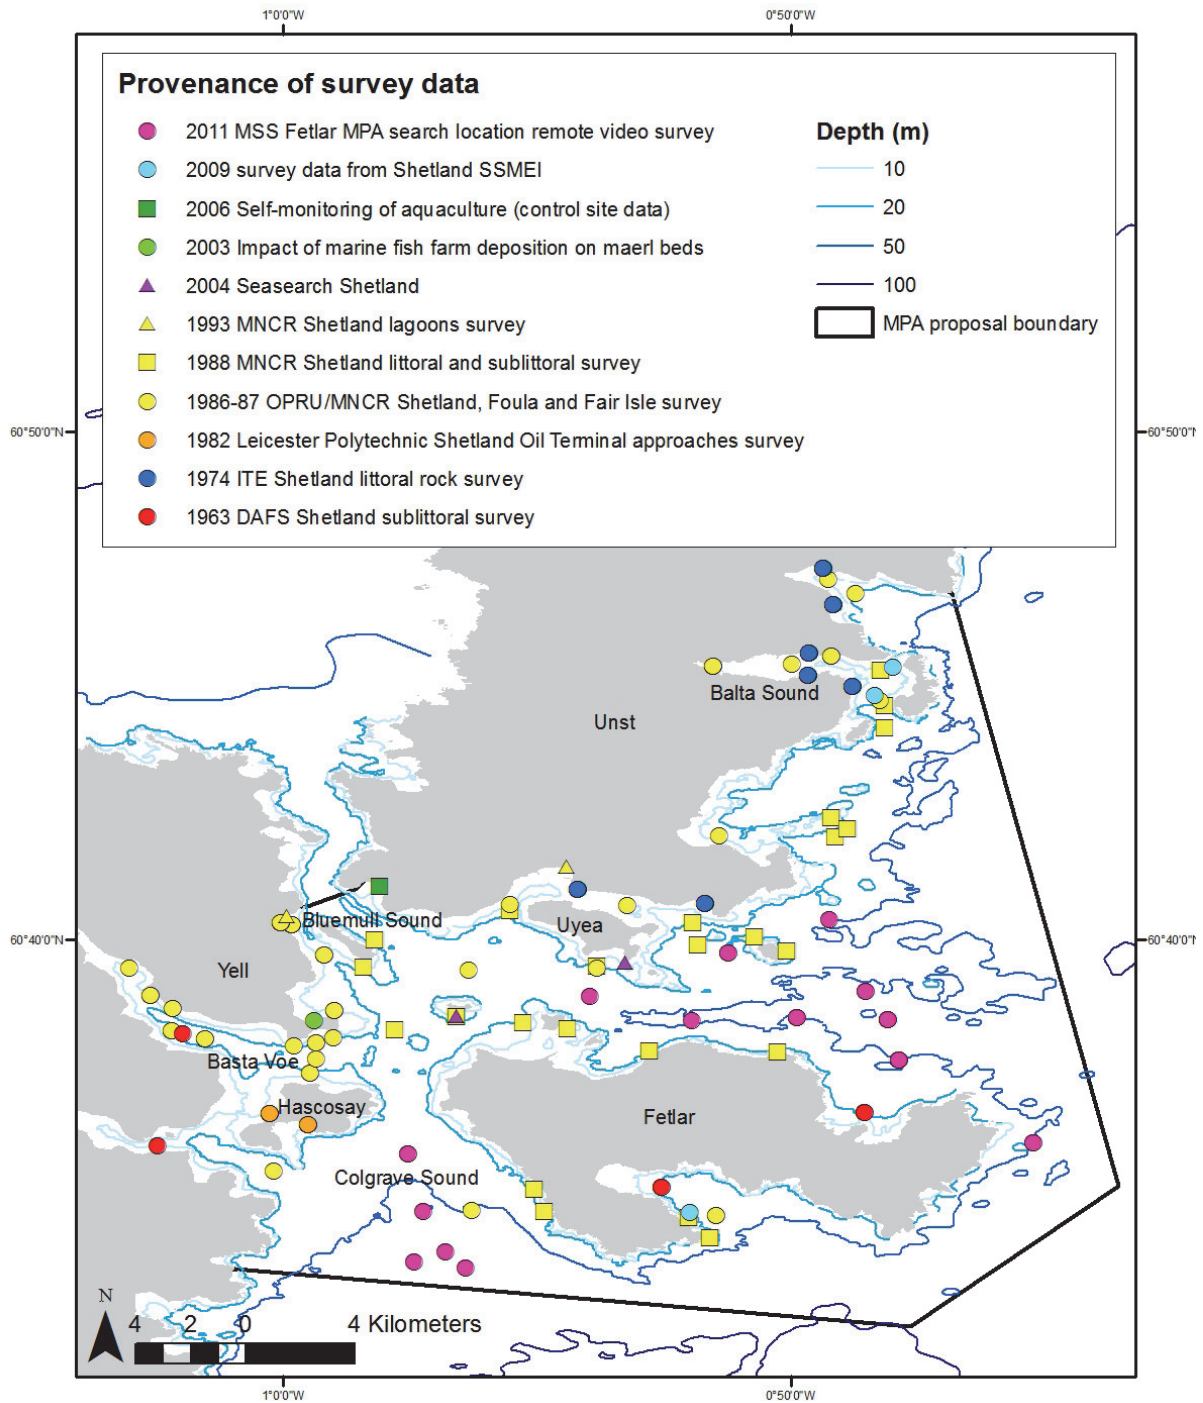 1°0'0"W
0°50'0"W
Provenance of survey data
2011 MSS Fetlar MPA search location remote video survey
2009 survey data from Shetland SSMEI
2006 Self-monitoring of aquaculture (control site data)
2003 Impact of marine fish farm deposition on maerl beds
2004 Seasearch Shetland
1993 MNCR Shetland lagoons survey
1988 MNCR Shetland littoral and sublittoral survey
1986-87 OPRU/MNCR Shetland, Foula and Fair Isle survey
1982 Leicester Polytechnic Shetland Oil Terminal approaches survey
1974 ITE Shetland littoral rock survey
1963 DAFS Shetland sublittoral survey
Depth (m)
10
20
50
100
MPA proposal boundary
60°50'0"N
60°50'0"N
Balta Sound
Unst
Bluemull Sound
Uyea
60°40'0"N
60°40'0"N
Yell
Basta Voe
Hascosay
Fetlar
Colgrave Sound
N
4 2 0 4 Kilometers
1°0'0"W
0°50'0"W